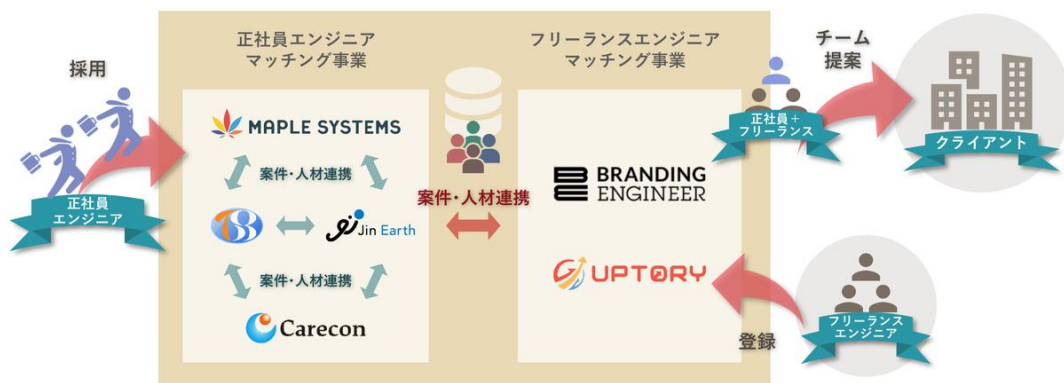 採用
正社員
エンジニア
正社員エンジニア
マッチング事業
MAPLE SYSTEMS
案件・人材連携
Jin Earth
案件・人材連携
Carecon
案件・人材連携
フリーランスエンジニア
マッチング事業
BRANDING
ENGINEER
UPTORY
チーム
提案
正社員+
フリーランス
クライアント
登録
フリーランス
エンジニア